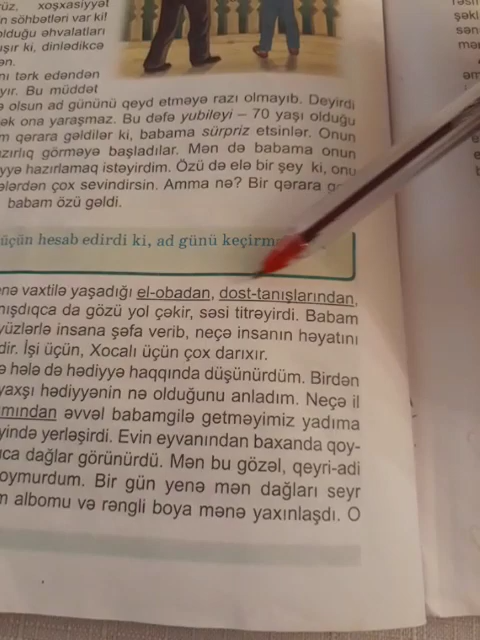 xoşxasiyyət
n söhbətləri var ki!
olduğu əhvalatları
ışır ki, dinlədikcə
ən.
nı tərk edəndən
yır. Bu müddət
ə olsun ad gününü qeyd etməyə razı olmayıb. Deyirdi
ək ona yaraşmaz. Bu dəfə yubileyi – 70 yaşı olduğu
m qərara gəldilər ki, babama sürpriz etsinlər. Onun
azırlıq görməyə başladılar. Mən də babama onun
iyyə hazırlamaq istəyirdim. Özü də elə bir şey ki, onu
ələrdən çox sevindirsin. Amma nə? Bir qərara gə
babam özü gəldi.
üçün hesab edirdi ki, ad günü keçirmə
ənə vaxtilə yaşadığı el-obadan, dost-tanışlarından,
nışdıqca da gözü yol çəkir, səsi titrəyirdi. Babam
yüzlərlə insana şəfa verib, neçə insanın həyatını
dir. İşi üçün, Xocalı üçün çox darıxır.
ə hələ də hədiyyə haqqında düşünürdüm. Birdən
yaxşı hədiyyənin nə olduğunu anladım. Neçə il
mından əvvəl babamgilə getməyimiz yadıma
yində yerləşirdi. Evin eyvanından baxanda qoy-
uca dağlar görünürdü. Mən bu gözəl, qeyri-adi
oymurdum. Bir gün yenə mən dağları seyr
m albomu və rəngli boya mənə yaxınlaşdı. O
şəkl
sən
mə